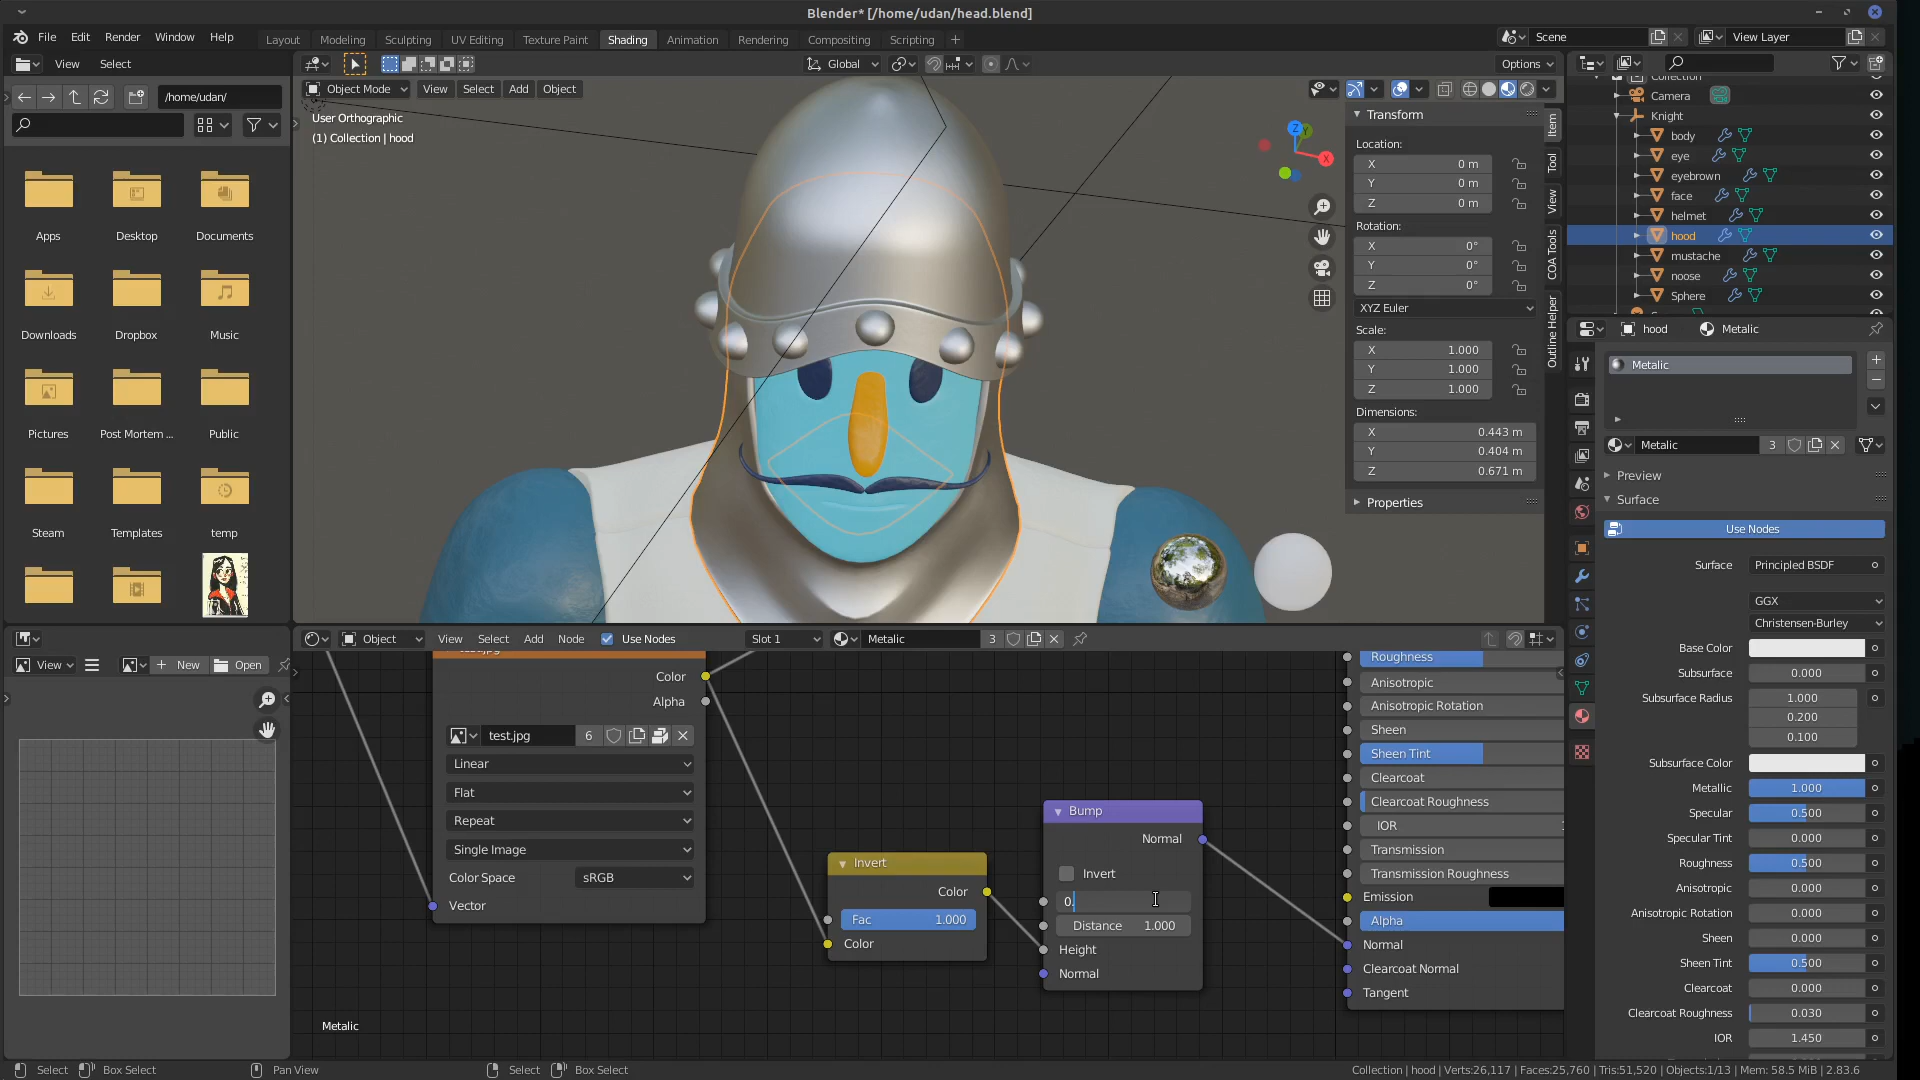 Blender* [/home/udan/head.blend]
File Edit Render Window Help
Layout Modeling Sculpting UV Editing Texture Paint Shading Animation Rendering Compositing Scripting +
Scene
View Layer
View Select
Global
Options
/home/udan/
Object Mode View Select Add Object
User Orthographic
(1) Collection | hood
Apps
Desktop
Documents
Downloads
Dropbox
Music
Pictures
Post Mortem ...
Public
Steam
Templates
temp
Z
Y
X
Transform
Location:
X 0 m
Y 0 m
Z 0 m
Rotation:
X 0°
Y 0°
Z 0°
XYZ Euler
Scale:
X 1.000
Y 1.000
Z 1.000
Dimensions:
X 0.443 m
Y 0.404 m
Z 0.671 m
Properties
Item
Tool
View
COA Tools
Outline Helper
Collection
Camera
Knight
body
eye
eyebrown
face
helmet
hood
mustache
noose
Sphere
hood Metalic
Metalic
Metalic 3
Preview
Surface
Use Nodes
Surface Principled BSDF
GGX
Christensen-Burley
Base Color
Subsurface 0.000
Subsurface Radius 1.000
0.200
0.100
Subsurface Color
Metallic 1.000
Specular 0.500
Specular Tint 0.000
Roughness 0.500
Anisotropic 0.000
Anisotropic Rotation 0.000
Sheen 0.000
Sheen Tint 0.500
Clearcoat 0.000
Clearcoat Roughness 0.030
IOR 1.450
View New Open
Object View Select Add Node Use Nodes Slot 1 Metalic 3
Color
Alpha
test.jpg 6
Linear
Flat
Repeat
Single Image
Color Space sRGB
Vector
Invert
Color
Fac 1.000
Color
Bump
Normal
Invert
0.
Distance 1.000
Height
Normal
Roughness
Anisotropic
Anisotropic Rotation
Sheen
Sheen Tint
Clearcoat
Clearcoat Roughness
IOR
Transmission
Transmission Roughness
Emission
Alpha
Normal
Clearcoat Normal
Tangent
Metalic
Select Box Select Pan View Select Box Select
Collection | hood | Verts:26,117 | Faces:25,760 | Tris:51,520 | Objects:1/13 | Mem: 58.5 MiB | 2.83.6